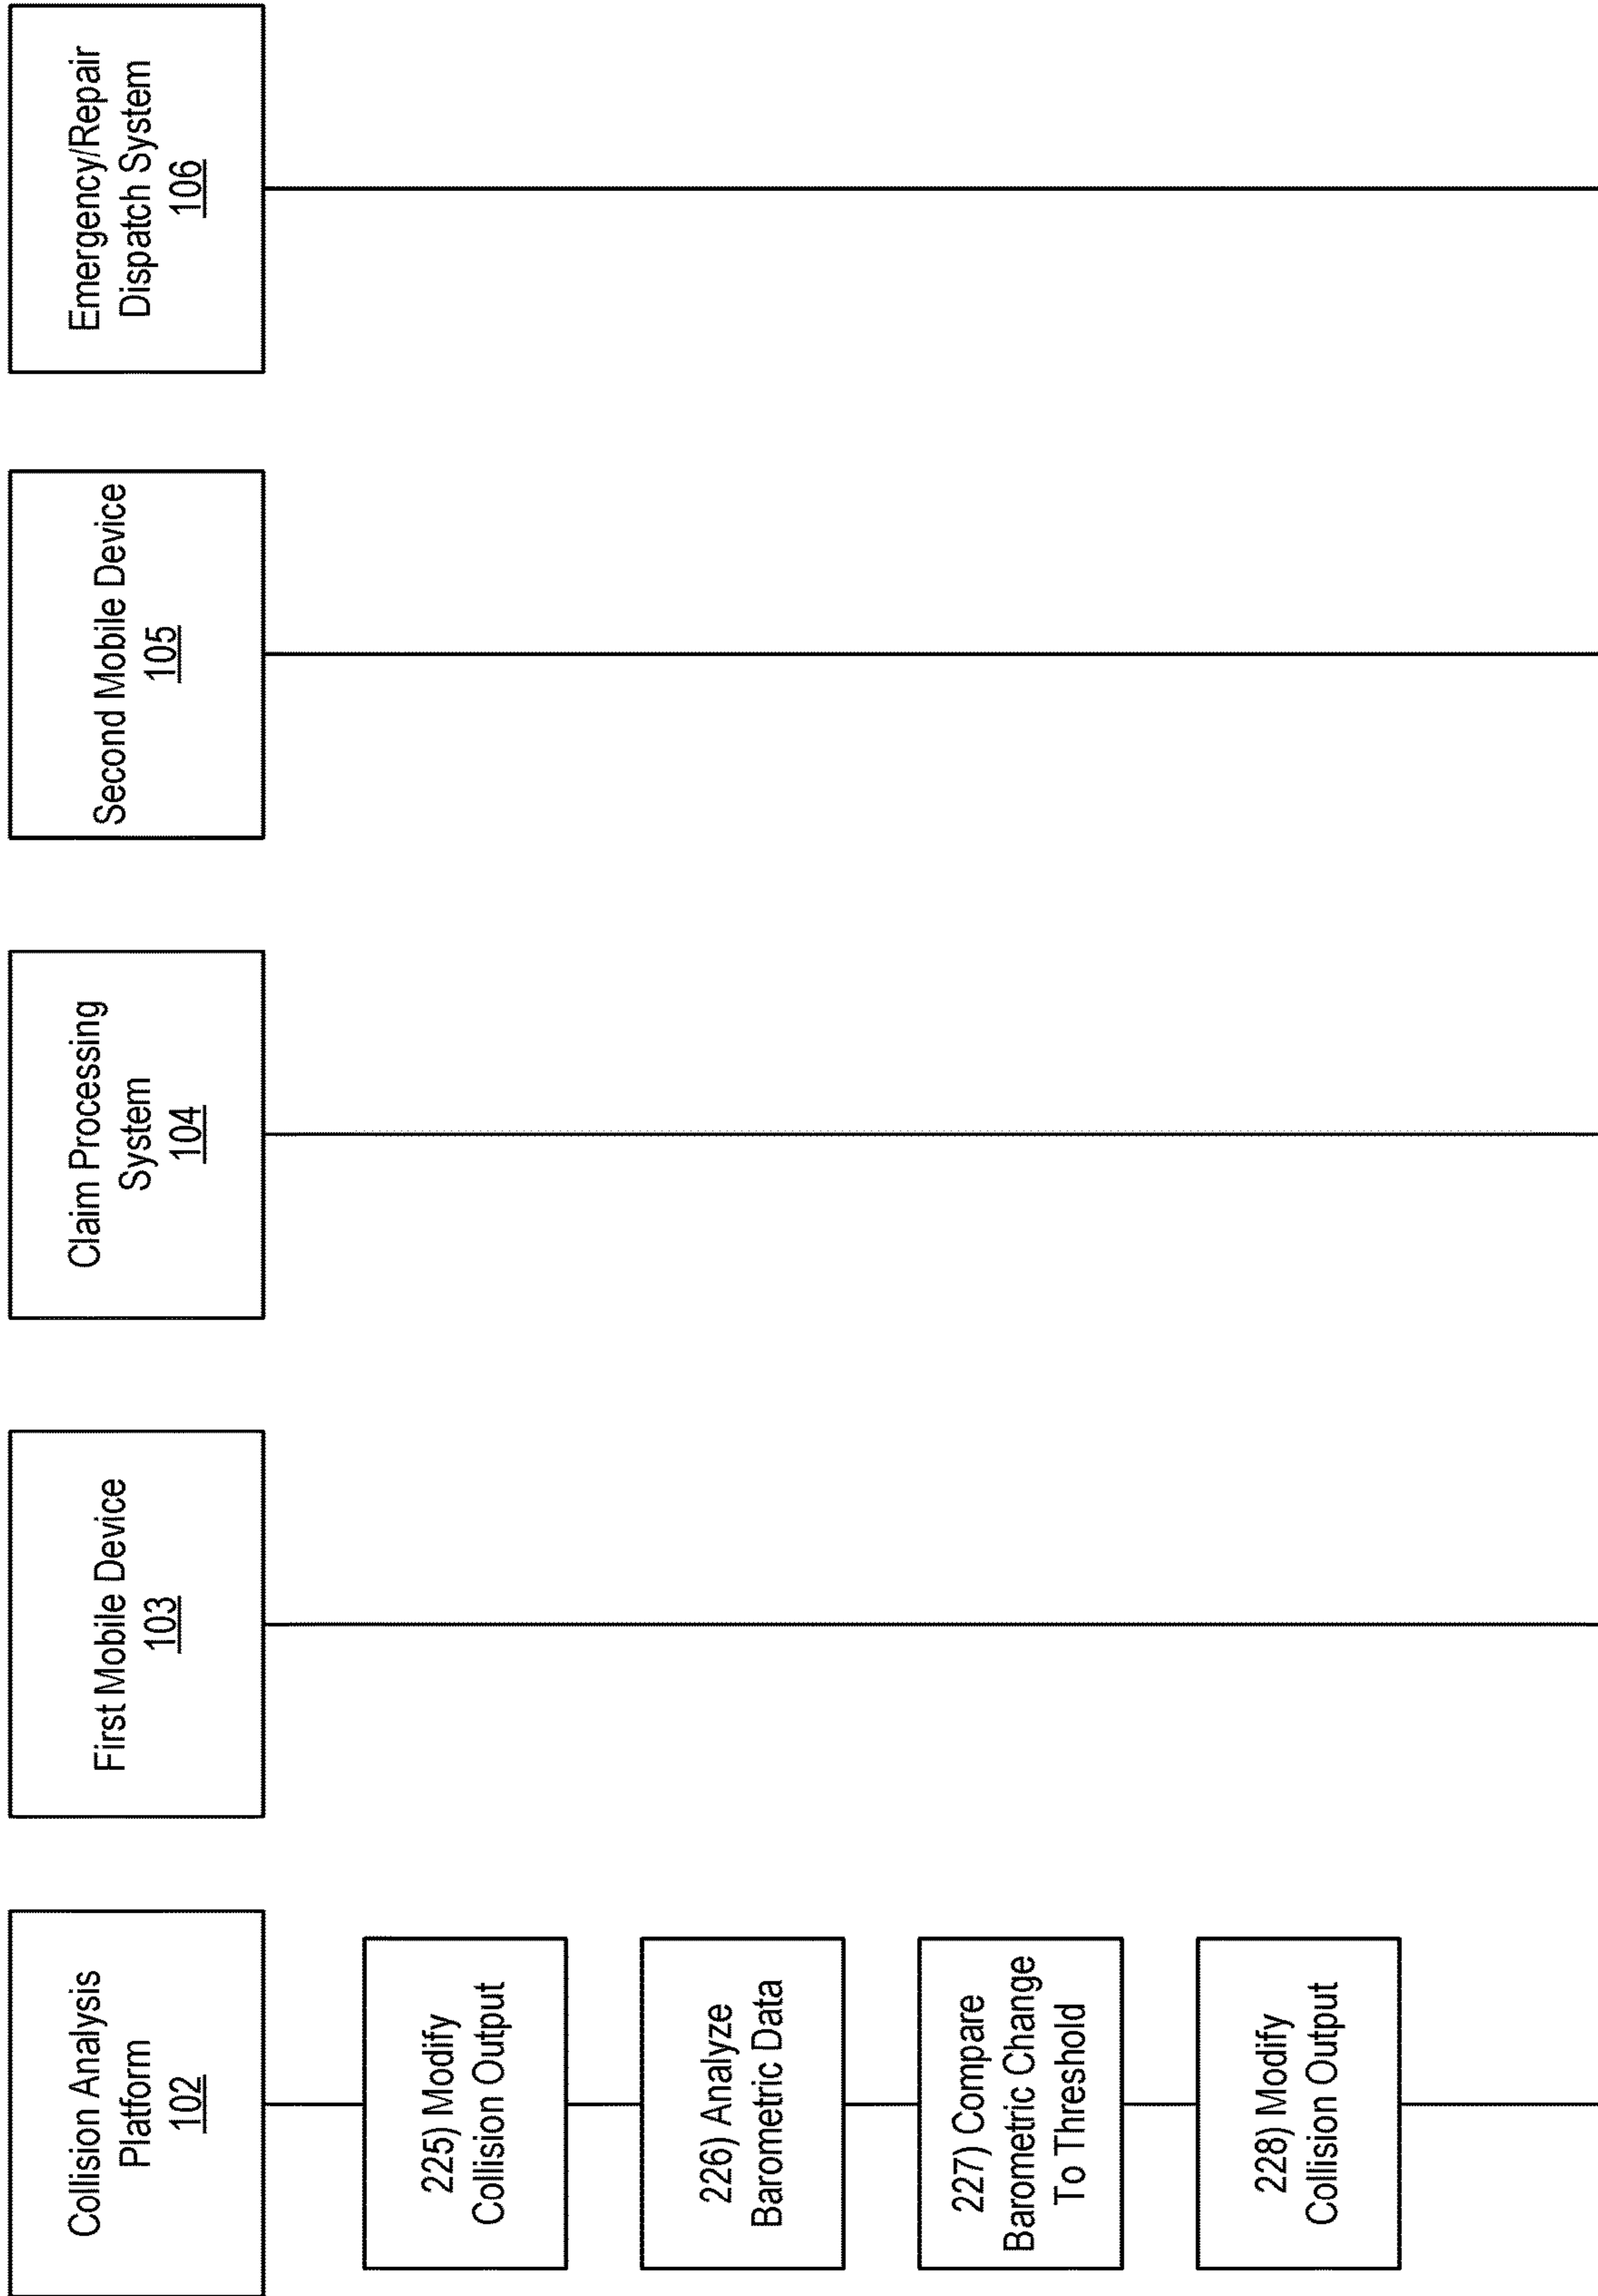 Collision Analysis
Platform
102
First Mobile Device
103
Claim Processing
System
104
Second Mobile Device
105
Emergency/Repair
Dispatch System
106
225) Modify
Collision Output
226) Analyze
Barometric Data
227) Compare
Barometric Change
To Threshold
228) Modify
Collision Output